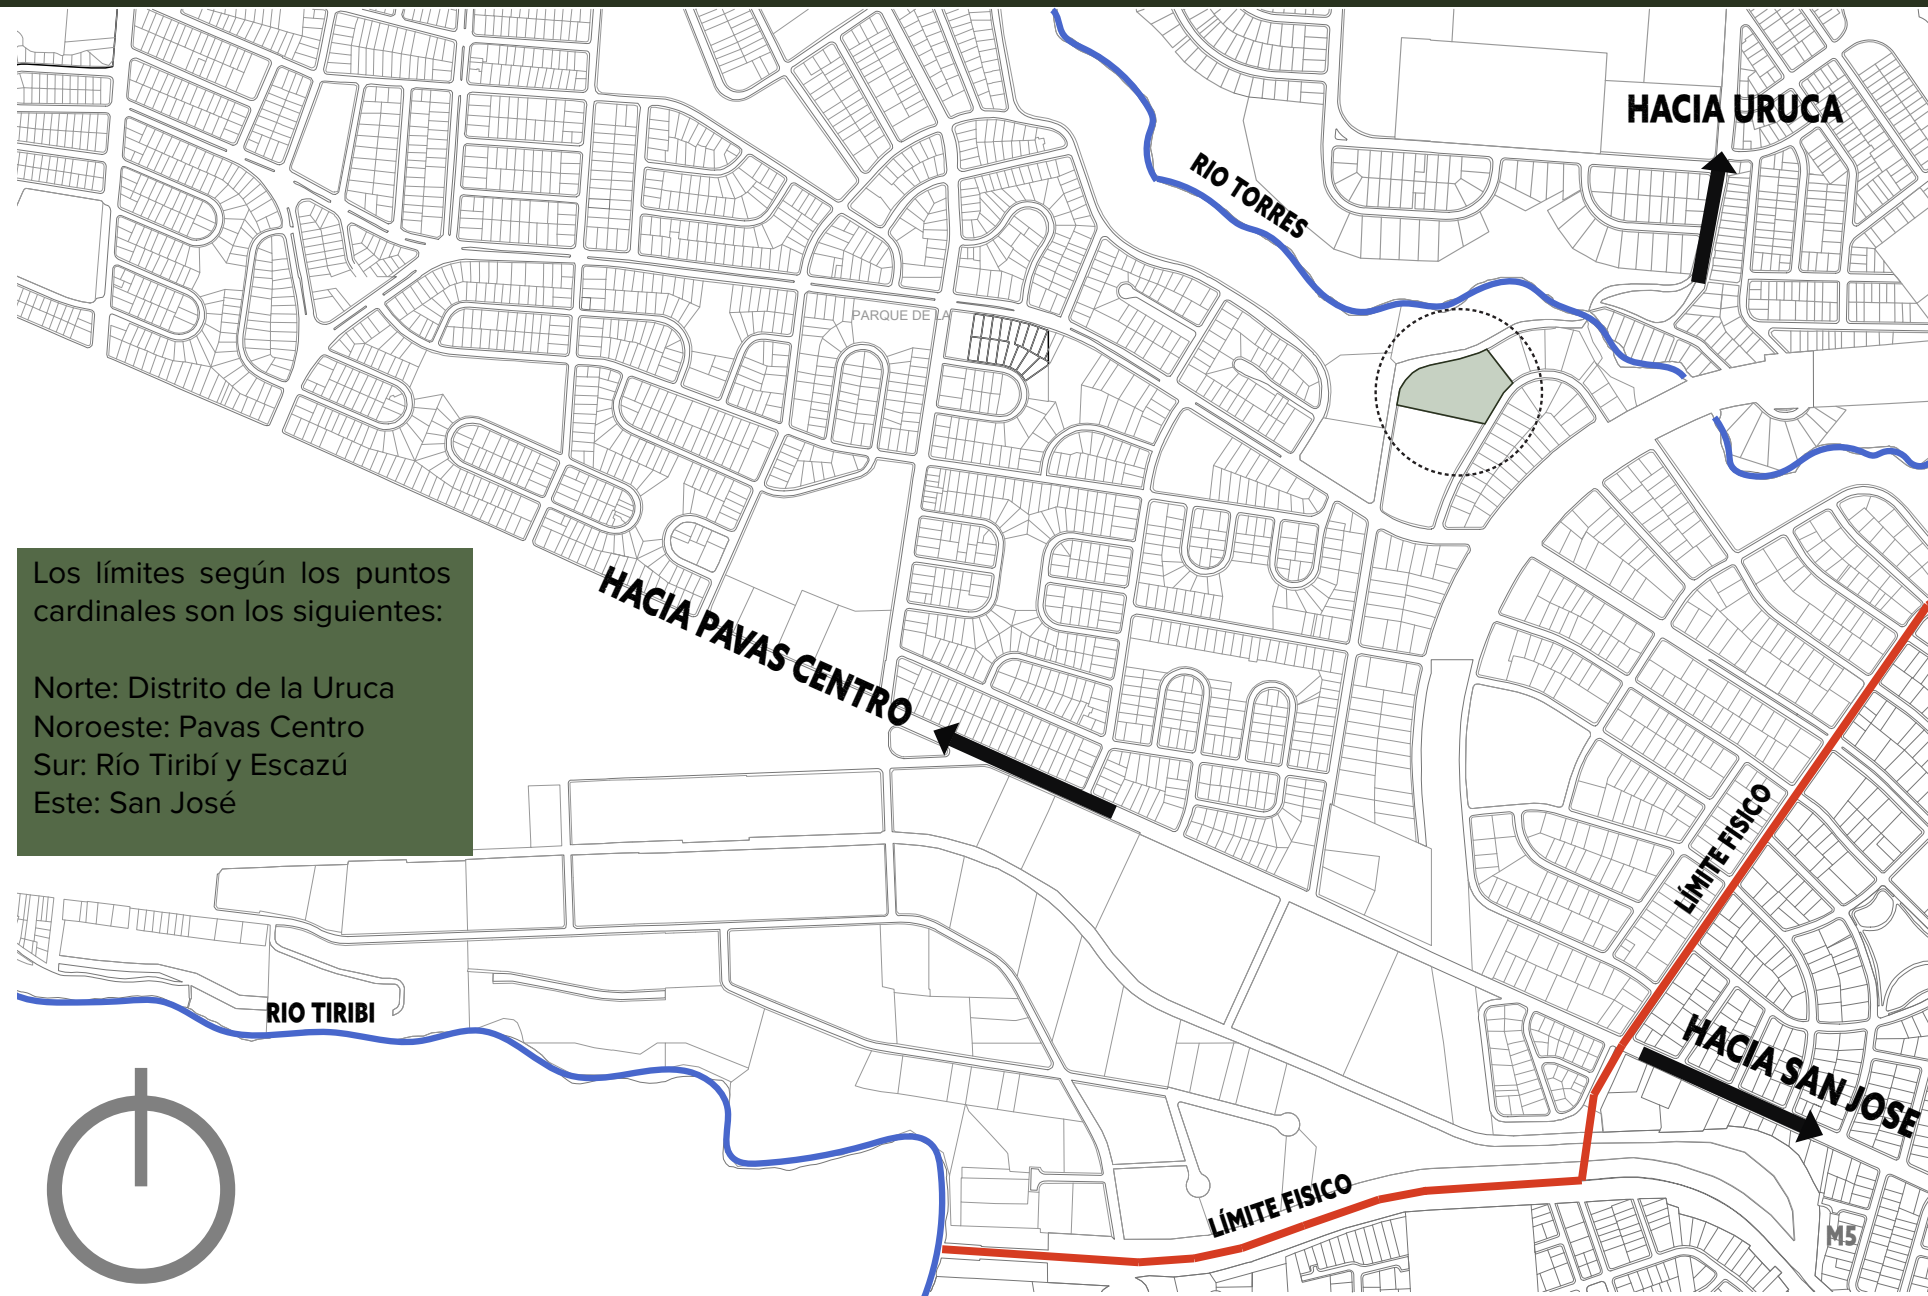 HACIA URUCA
RIO TORRES
PARQUE DE LA
Los límites según los puntos
cardinales son los siguientes:
Norte: Distrito de la Uruca
Noroeste: Pavas Centro
Sur: Río Tiribí y Escazú
Este: San José
HACIA PAVAS CENTRO
LÍMITE FISICO
RIO TIRIBI
HACIA SAN JOSE
LÍMITE FISICO
M5